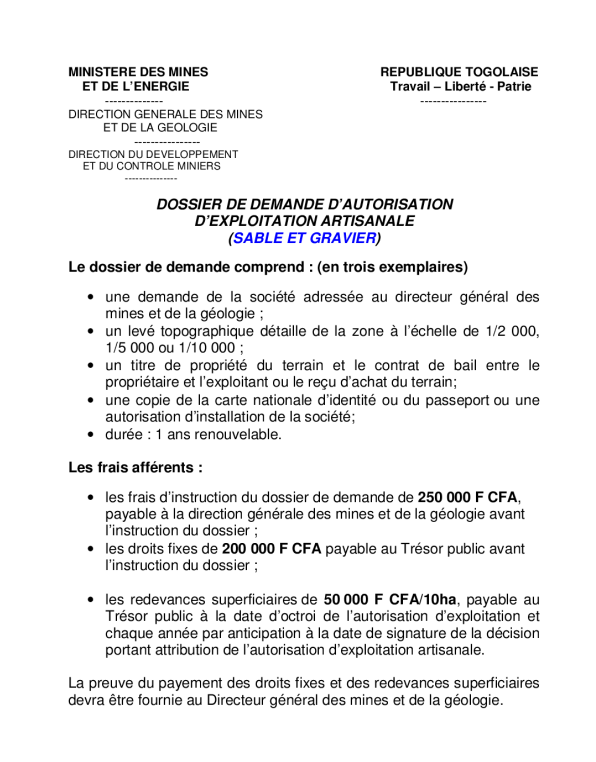 MINISTERE DES MINES
ET DE L'ENERGIE
--------------
DIRECTION GENERALE DES MINES
ET DE LA GEOLOGIE
----------------
DIRECTION DU DEVELOPPEMENT
ET DU CONTROLE MINIERS
---------------
REPUBLIQUE TOGOLAISE
Travail – Liberté - Patrie
----------------
DOSSIER DE DEMANDE D'AUTORISATION
D'EXPLOITATION ARTISANALE
(SABLE ET GRAVIER)
Le dossier de demande comprend : (en trois exemplaires)
• une demande de la société adressée au directeur général des
mines et de la géologie ;
• un levé topographique détaille de la zone à l'échelle de 1/2 000,
1/5 000 ou 1/10 000 ;
• un titre de propriété du terrain et le contrat de bail entre le
propriétaire et l'exploitant ou le reçu d'achat du terrain;
• une copie de la carte nationale d'identité ou du passeport ou une
autorisation d'installation de la société;
• durée : 1 ans renouvelable.
Les frais afférents :
• les frais d'instruction du dossier de demande de 250 000 F CFA,
payable à la direction générale des mines et de la géologie avant
l'instruction du dossier ;
• les droits fixes de 200 000 F CFA payable au Trésor public avant
l'instruction du dossier ;
• les redevances superficiaires de 50 000 F CFA/10ha, payable au
Trésor public à la date d'octroi de l'autorisation d'exploitation et
chaque année par anticipation à la date de signature de la décision
portant attribution de l'autorisation d'exploitation artisanale.
La preuve du payement des droits fixes et des redevances superficiaires
devra être fournie au Directeur général des mines et de la géologie.